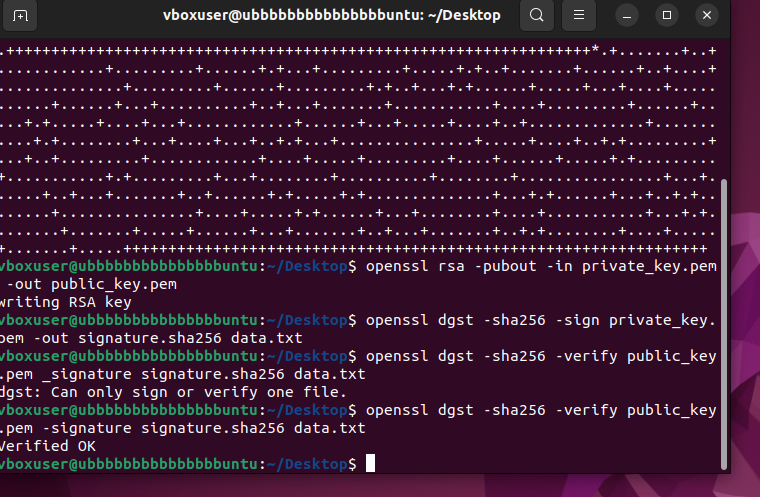 vboxuser@ubbbbbbbbbbbbbbbuntu: ~/Desktop
.+++++++++++++++++++++++++++++++++++++++++++++++++++++++++++++++++*.+.......+..+
............+.........+......+.+...+.........+.....+.+..+.......+......+..+....+
..............+.........+......+.........+.+..+...+.......+.....+...+....+......
......+......+...+..........+..+...+.......+...........+....+.........+......+..
...+.+.....+....+...+............+......+...+.....+......+...+............+.....
....+.+........+...+....+...+..+.+...+..................+......+....+..+.+.........+
...+..+.........+............+....+.....+.........+....+......+.....+.+.........
+...........+.+.........+...+.........+..........+........+................+...+.
.....+..+...+.......+..+......+.+.....+.+..................+...+.+......+...+..+.+..
......+...............+....+.....+.+......+...+.......+....+...........+...+.+.
.......+.......+.....+......+...+..+.+.......+...+..+.........+..+.+........+....+.....
+.......+.....+++++++++++++++++++++++++++++++++++++++++++++++++++++++++++++++++
vboxuser@ubbbbbbbbbbbbbbbuntu:~/Desktop$ openssl rsa -pubout -in private_key.pem
 -out public_key.pem
writing RSA key
vboxuser@ubbbbbbbbbbbbbbbuntu:~/Desktop$ openssl dgst -sha256 -sign private_key.
pem -out signature.sha256 data.txt
vboxuser@ubbbbbbbbbbbbbbbuntu:~/Desktop$ openssl dgst -sha256 -verify public_key
.pem _signature signature.sha256 data.txt
dgst: Can only sign or verify one file.
vboxuser@ubbbbbbbbbbbbbbbuntu:~/Desktop$ openssl dgst -sha256 -verify public_key
.pem -signature signature.sha256 data.txt
Verified OK
vboxuser@ubbbbbbbbbbbbbbbuntu:~/Desktop$